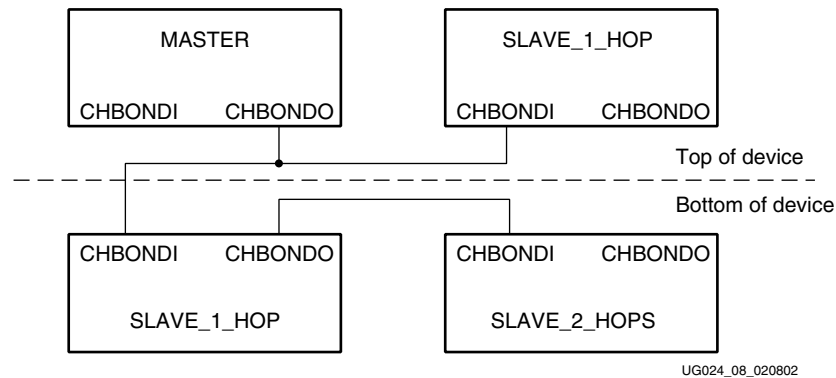 MASTER SLAVE_1_HOP
CHBONDI CHBONDO CHBONDI CHBONDO
Top of device
Bottom of device
CHBONDI CHBONDO CHBONDI CHBONDO
SLAVE_1_HOP SLAVE_2_HOPS
UG024_08_020802